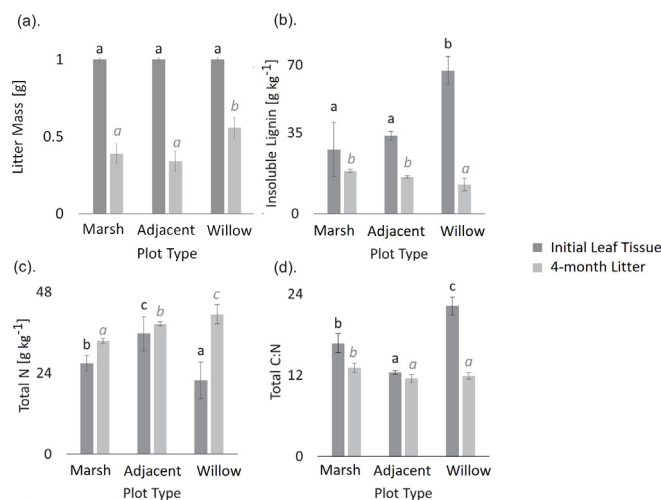 (a).
Litter Mass [g]
1
0.5
0
a
a
a
a
a
b
Marsh
Adjacent
Willow
Plot Type
(b).
Insoluble Lignin [g kg⁻¹]
70
35
0
a
b
a
b
b
a
Marsh
Adjacent
Willow
Plot Type
Initial Leaf Tissue
4-month Litter
(c).
Total N [g kg⁻¹]
48
24
0
b
a
c
b
a
c
Marsh
Adjacent
Willow
Plot Type
(d).
Total C:N
24
12
0
b
b
a
a
c
a
Marsh
Adjacent
Willow
Plot Type